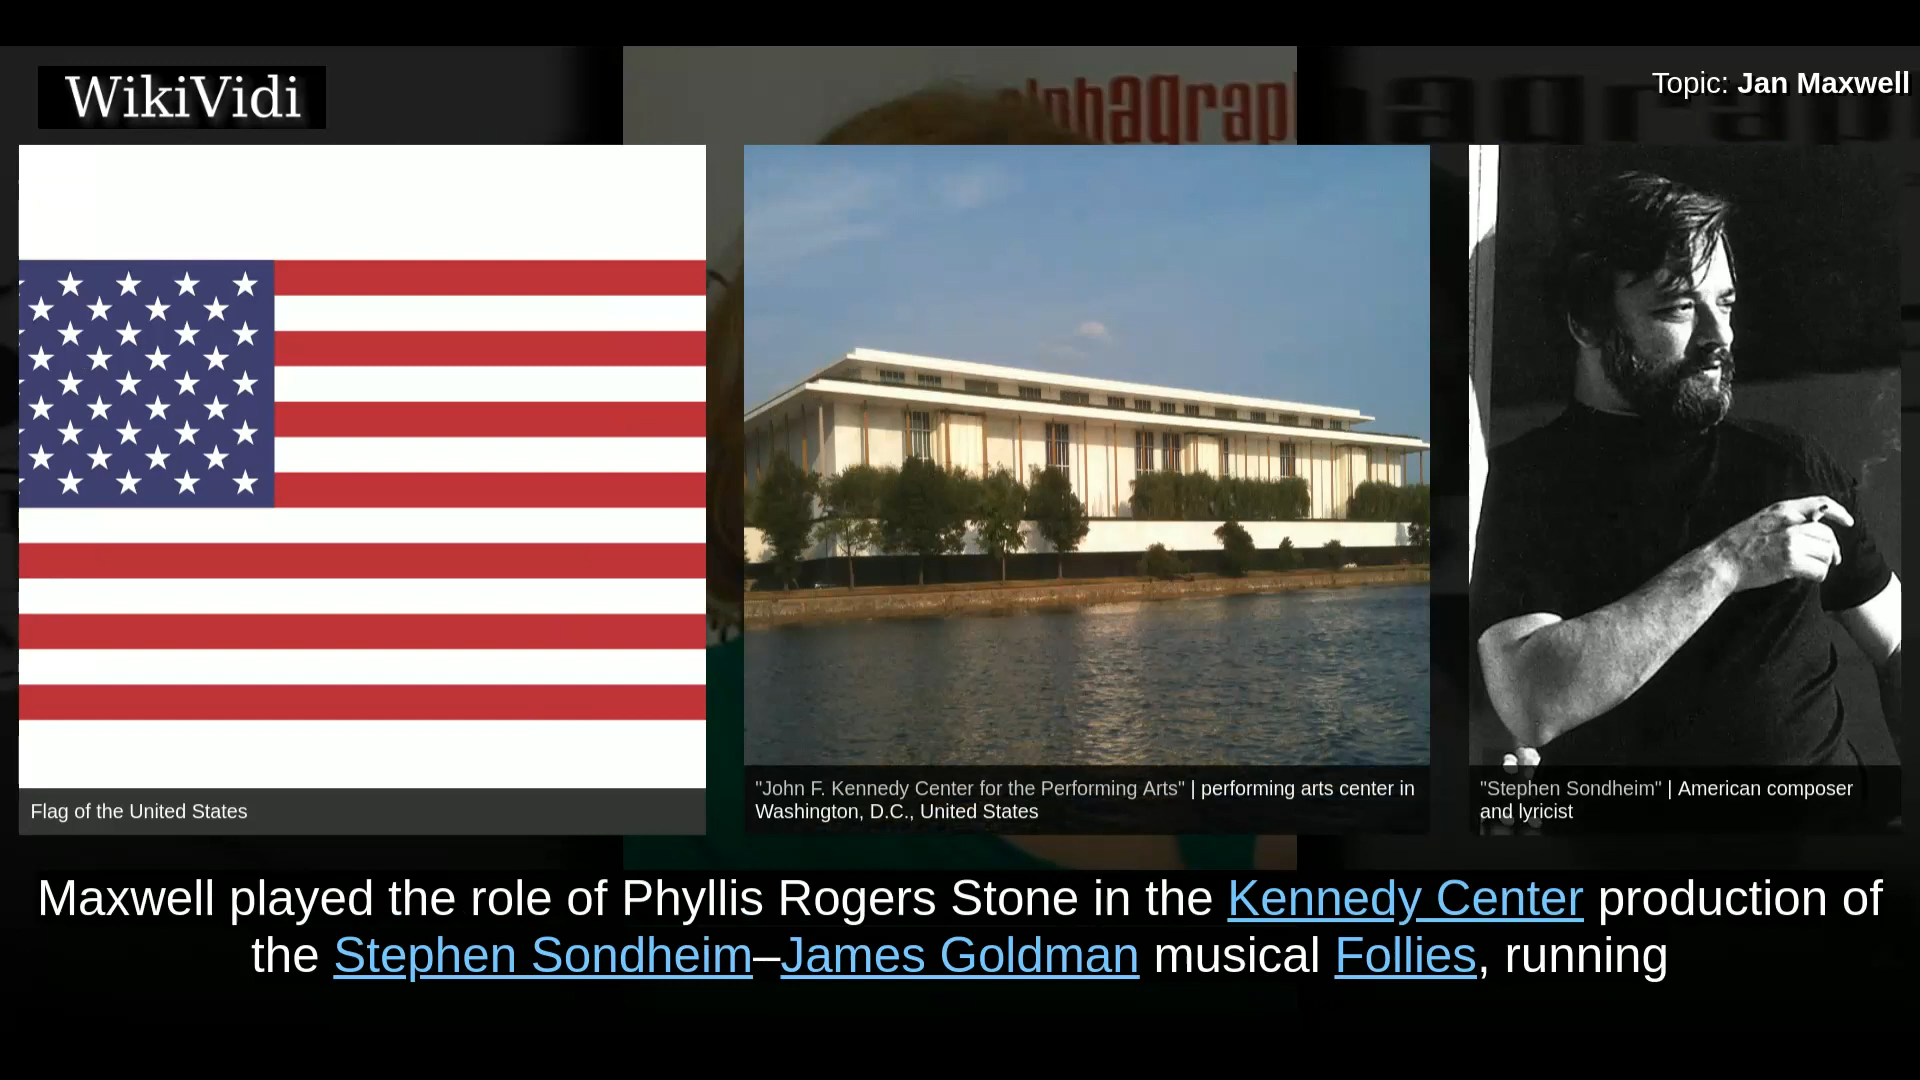 WikiVidi
Topic: Jan Maxwell
Flag of the United States
"John F. Kennedy Center for the Performing Arts" | performing arts center in
Washington, D.C., United States
"Stephen Sondheim" | American composer
and lyricist
Maxwell played the role of Phyllis Rogers Stone in the Kennedy Center production of
the Stephen Sondheim–James Goldman musical Follies, running